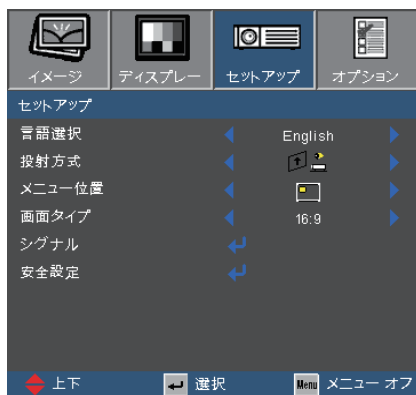 イメージ ディスプレー セットアップ オプション
セットアップ
言語選択 English
投射方式
メニュー位置
画面タイプ 16:9
シグナル
安全設定
上下 選択 Menu メニュー オフ